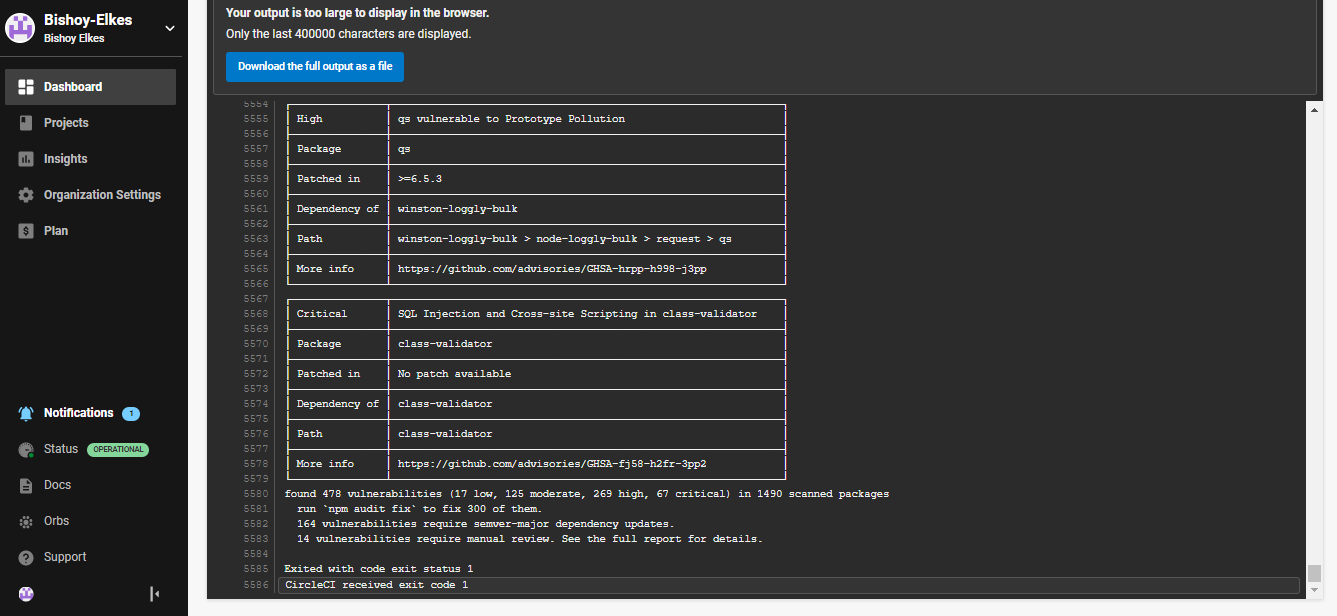 Bishoy-Elkes
Bishoy Elkes
Dashboard
Projects
Insights
Organization Settings
Plan
Notifications 1
Status OPERATIONAL
Docs
Orbs
Support
Your output is too large to display in the browser.
Only the last 400000 characters are displayed.
Download the full output as a file
5554
5555 High qs vulnerable to Prototype Pollution
5556
5557 Package qs
5558
5559 Patched in >=6.5.3
5560
5561 Dependency of winston-loggly-bulk
5562
5563 Path winston-loggly-bulk > node-loggly-bulk > request > qs
5564
5565 More info https://github.com/advisories/GHSA-hrpp-h998-j3pp
5566
5567
5568 Critical SQL Injection and Cross-site Scripting in class-validator
5569
5570 Package class-validator
5571
5572 Patched in No patch available
5573
5574 Dependency of class-validator
5575
5576 Path class-validator
5577
5578 More info https://github.com/advisories/GHSA-fj58-h2fr-3pp2
5579
5580 found 478 vulnerabilities (17 low, 125 moderate, 269 high, 67 critical) in 1490 scanned packages
5581 run `npm audit fix` to fix 300 of them.
5582 164 vulnerabilities require semver-major dependency updates.
5583 14 vulnerabilities require manual review. See the full report for details.
5584
5585 Exited with code exit status 1
5586 CircleCI received exit code 1